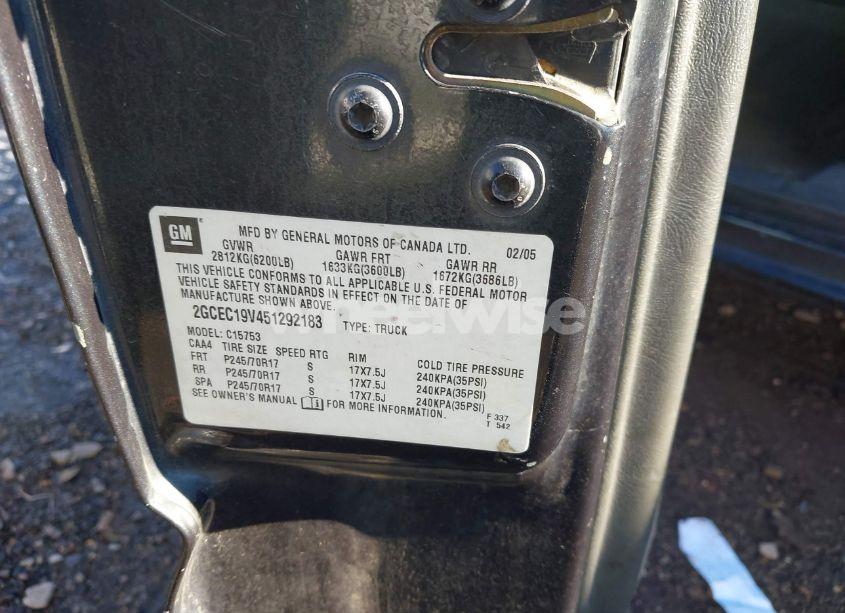 GM
MFD BY GENERAL MOTORS OF CANADA LTD. 02/05
GVWR GAWR FRT GAWR RR
2812KG(6200LB) 1633KG(3600LB) 1672KG(3686LB)
THIS VEHICLE CONFORMS TO ALL APPLICABLE U.S. FEDERAL MOTOR
VEHICLE SAFETY STANDARDS IN EFFECT ON THE DATE OF
MANUFACTURE SHOWN ABOVE.
2GCEC19V451292183 TYPE: TRUCK
MODEL: C15753
CAA4 TIRE SIZE SPEED RTG RIM COLD TIRE PRESSURE
FRT P245/70R17 S 17X7.5J 240KPA(35PSI)
RR P245/70R17 S 17X7.5J 240KPA(35PSI)
SPA P245/70R17 S 17X7.5J 240KPA(35PSI)
SEE OWNER'S MANUAL FOR MORE INFORMATION.
F 337
T 542
wheelwise